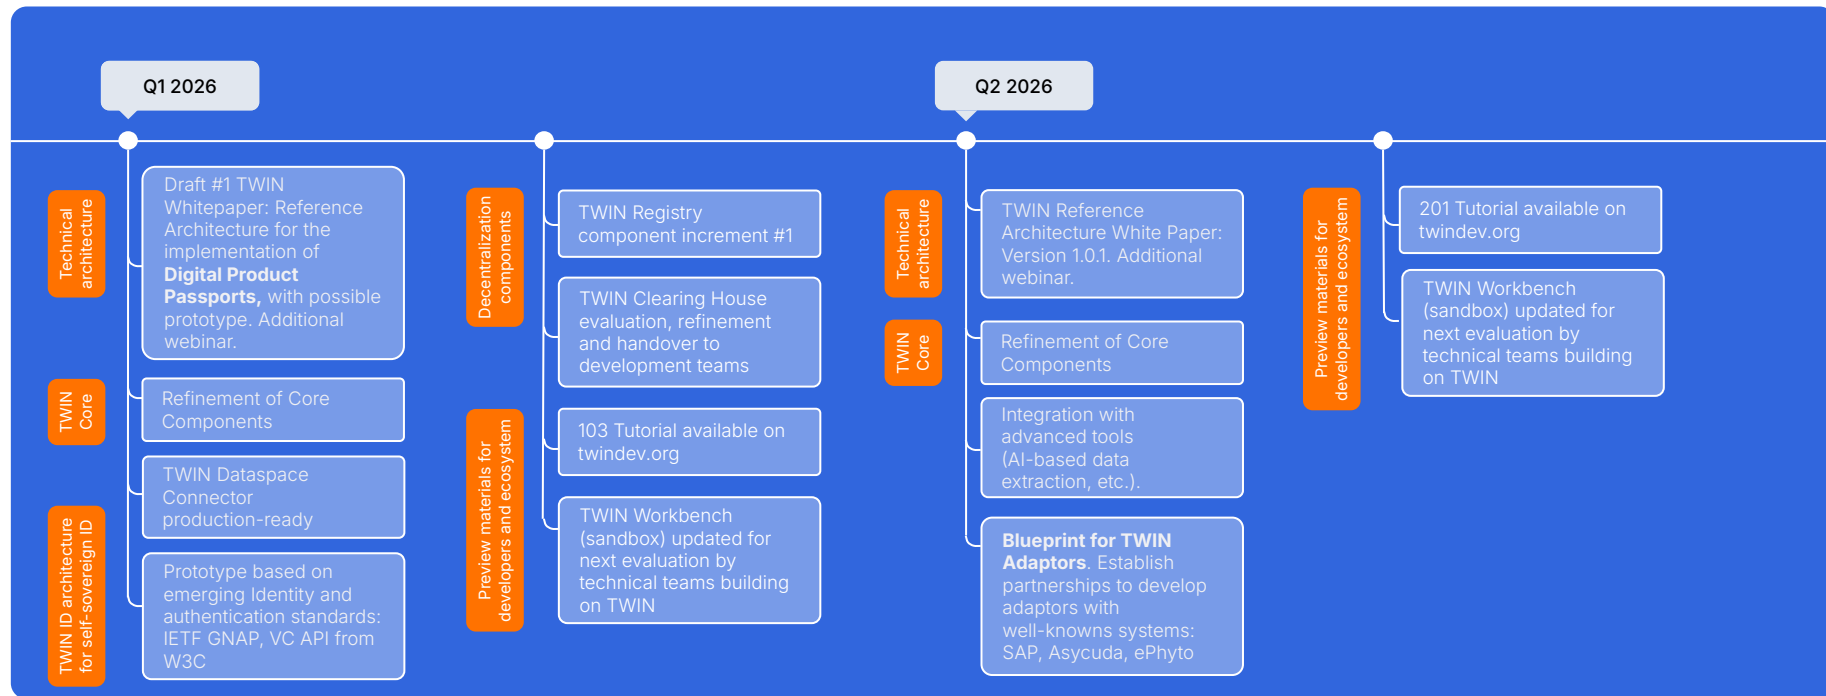 Q1 2026
Q2 2026
Technical
architecture
Draft #1 TWIN
Whitepaper: Reference
Architecture for the
implementation of
Digital Product
Passports, with possible
prototype. Additional
webinar.
TWIN
Core
Refinement of Core
Components
TWIN Dataspace
Connector
production-ready
TWIN ID architecture
for self-sovereign ID
Prototype based on
emerging Identity and
authentication standards:
IETF GNAP, VC API from
W3C
Decentralization
components
TWIN Registry
component increment #1
TWIN Clearing House
evaluation, refinement
and handover to
development teams
Preview materials for
developers and ecosystem
103 Tutorial available on
twindev.org
TWIN Workbench
(sandbox) updated for
next evaluation by
technical teams building
on TWIN
Technical
architecture
TWIN Reference
Architecture White Paper:
Version 1.0.1. Additional
webinar.
TWIN
Core
Refinement of Core
Components
Integration with
advanced tools
(AI-based data
extraction, etc.).
Blueprint for TWIN
Adaptors. Establish
partnerships to develop
adaptors with
well-knowns systems:
SAP, Asycuda, ePhyto
Preview materials for
developers and ecosystem
201 Tutorial available on
twindev.org
TWIN Workbench
(sandbox) updated for
next evaluation by
technical teams building
on TWIN